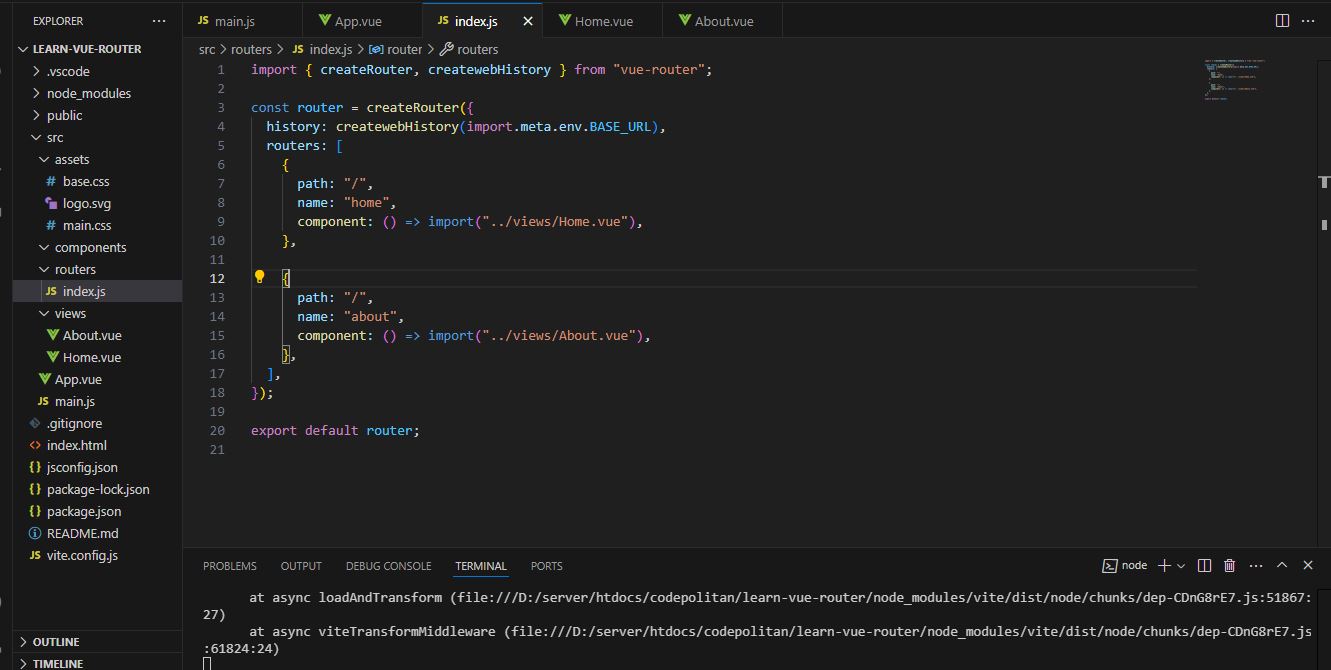 EXPLORER
LEARN-VUE-ROUTER
.vscode
node_modules
public
src
assets
base.css
logo.svg
main.css
components
routers
index.js
views
About.vue
Home.vue
App.vue
main.js
.gitignore
index.html
jsconfig.json
package-lock.json
package.json
README.md
vite.config.js
OUTLINE
TIMELINE
JS main.js App.vue JS index.js Home.vue About.vue
src > routers > JS index.js > router > routers
1 import { createRouter, createwebHistory } from "vue-router";
2
3 const router = createRouter({
4 history: createwebHistory(import.meta.env.BASE_URL),
5 routers: [
6 {
7 path: "/",
8 name: "home",
9 component: () => import("../views/Home.vue"),
10 },
11
12 {
13 path: "/",
14 name: "about",
15 component: () => import("../views/About.vue"),
16 },
17 ],
18 });
19
20 export default router;
21
PROBLEMS OUTPUT DEBUG CONSOLE TERMINAL PORTS node
at async loadAndTransform (file:///D:/server/htdocs/codepolitan/learn-vue-router/node_modules/vite/dist/node/chunks/dep-CDnG8rE7.js:51867:
27)
at async viteTransformMiddleware (file:///D:/server/htdocs/codepolitan/learn-vue-router/node_modules/vite/dist/node/chunks/dep-CDnG8rE7.js
:61824:24)